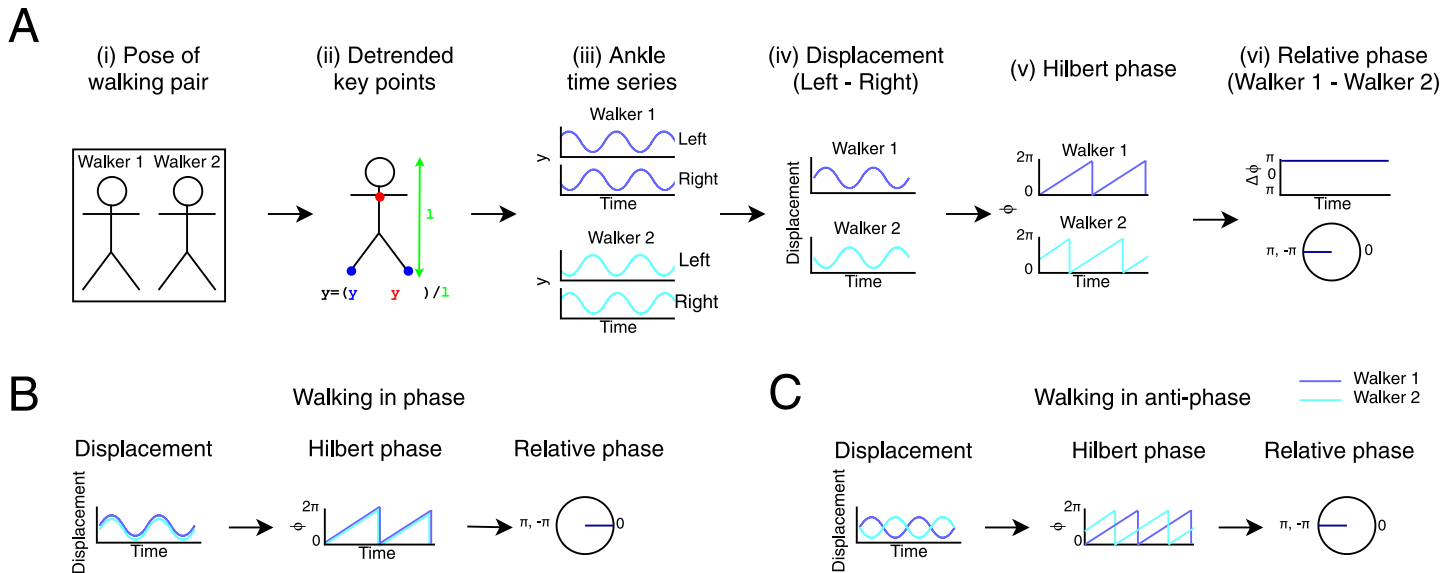 A
(i) Pose of
walking pair
Walker 1 Walker 2
(ii) Detrended
key points
l
y=(y y )/l
(iii) Ankle
time series
Walker 1
y
Left
Right
Time
Walker 2
y
Left
Right
Time
(iv) Displacement
(Left - Right)
Displacement
Walker 1
Walker 2
Time
(v) Hilbert phase
ϕ
Walker 1
2π
0
Walker 2
2π
0
Time
(vi) Relative phase
(Walker 1 - Walker 2)
Δϕ
π
0
π
Time
π, -π 0
B
Walking in phase
Displacement
Displacement
Time
Hilbert phase
ϕ
2π
0
Time
Relative phase
π, -π 0
C
Walking in anti-phase
Walker 1
Walker 2
Displacement
Displacement
Time
Hilbert phase
ϕ
2π
0
Time
Relative phase
π, -π 0